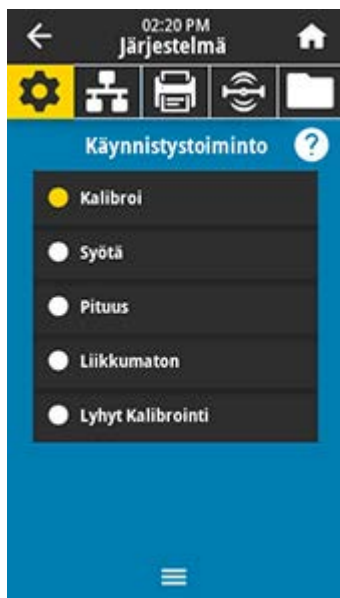 02:20 PM
Järjestelmä
Käynnistystoiminto ?
Kalibroi
Syötä
Pituus
Liikkumaton
Lyhyt Kalibrointi